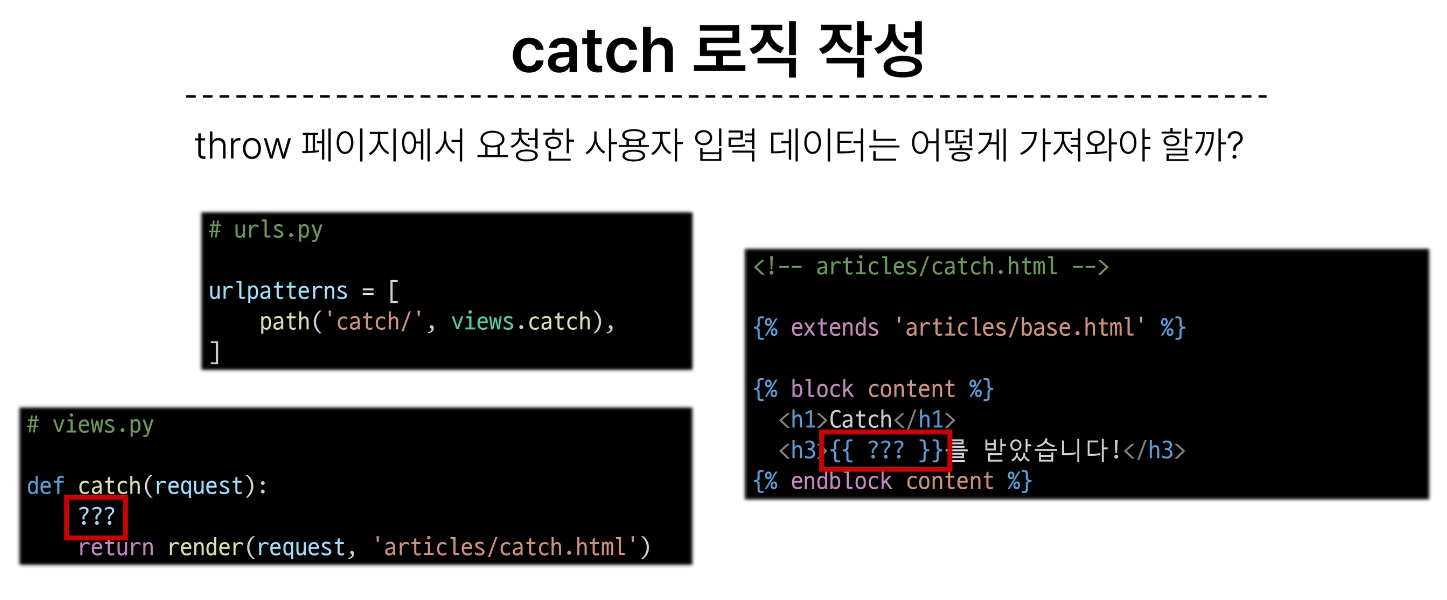 catch 로직 작성
throw 페이지에서 요청한 사용자 입력 데이터는 어떻게 가져와야 할까?
# urls.py
urlpatterns = [
    path('catch/', views.catch),
]
# views.py
def catch(request):
    ???
    return render(request, 'articles/catch.html')
<!-- articles/catch.html -->
{% extends 'articles/base.html' %}
{% block content %}
  <h1>Catch</h1>
  <h3>{{ ??? }}를 받았습니다!</h3>
{% endblock content %}